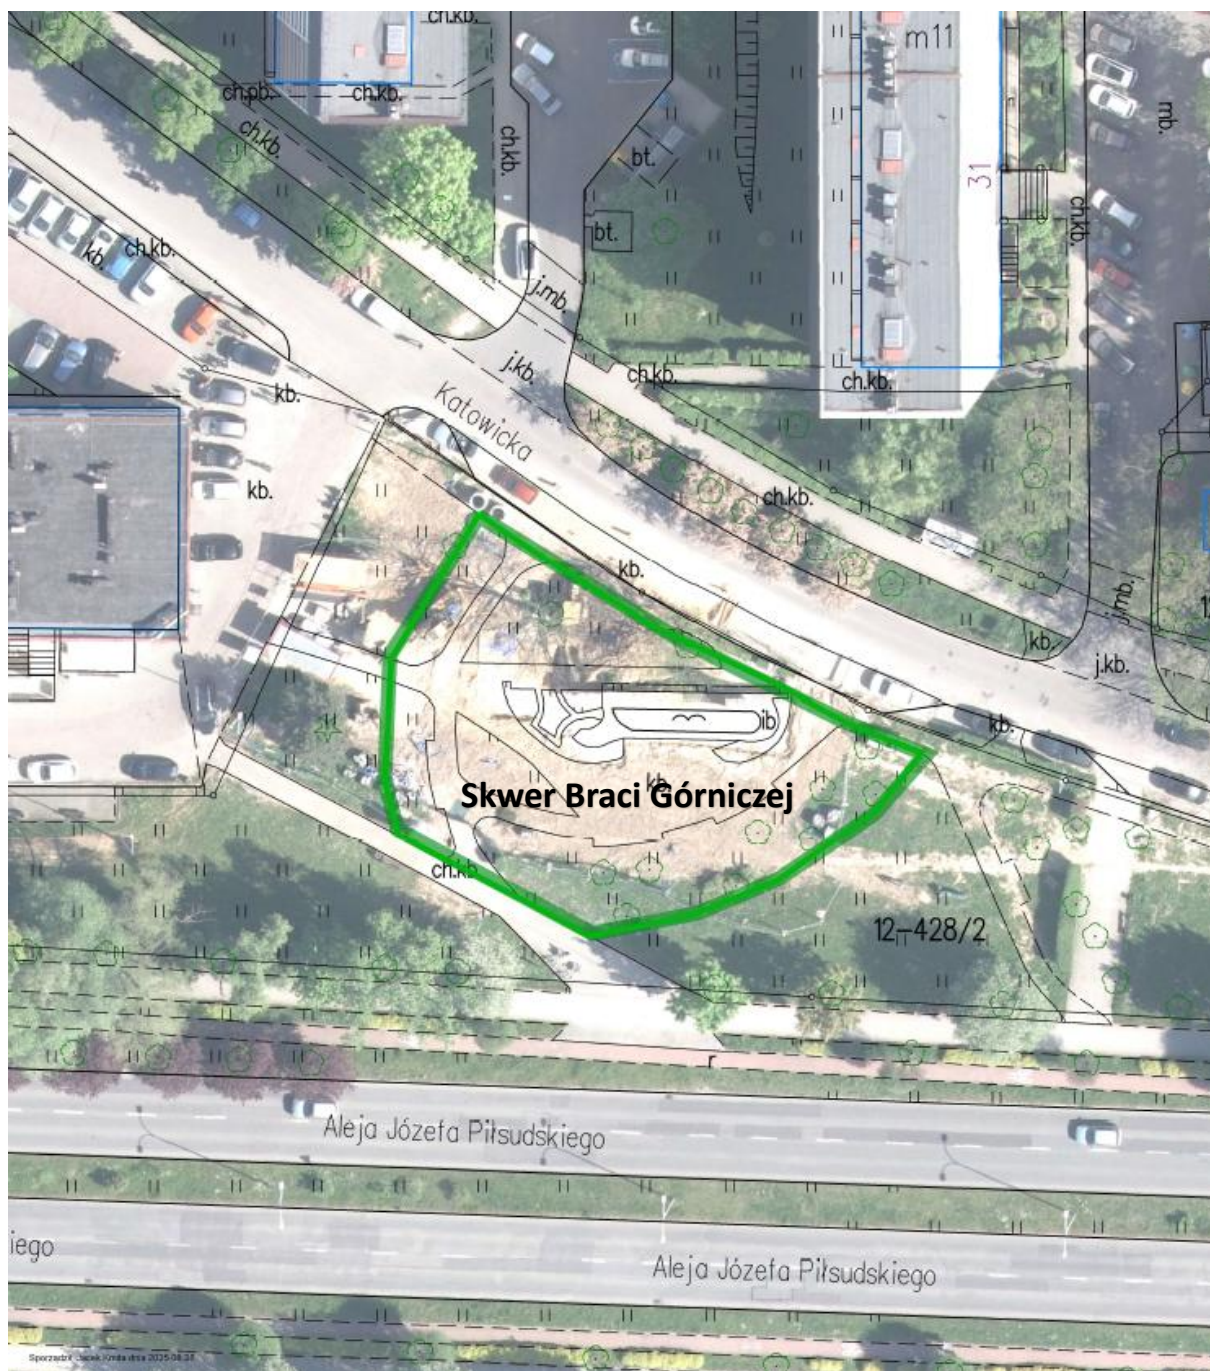 ch.kb.
m11
ch.pb.
ch.kb.
mb.
ch.kb.
ch.kb.
bt.
31
ch.kb.
bt.
ch.kb.
kb.
j.mb.
j.kb.
ch.kb.
ch.kb.
kb.
Katowicka
kb.
ch.kb.
kb.
j.mb.
kb.
j.kb.
ib
kb.
kb.
Skwer Braci Górniczej
ch.kb
12-428/2
r
Aleja Józefa Piłsudskiego
iego
Aleja Józefa Piłsudskiego